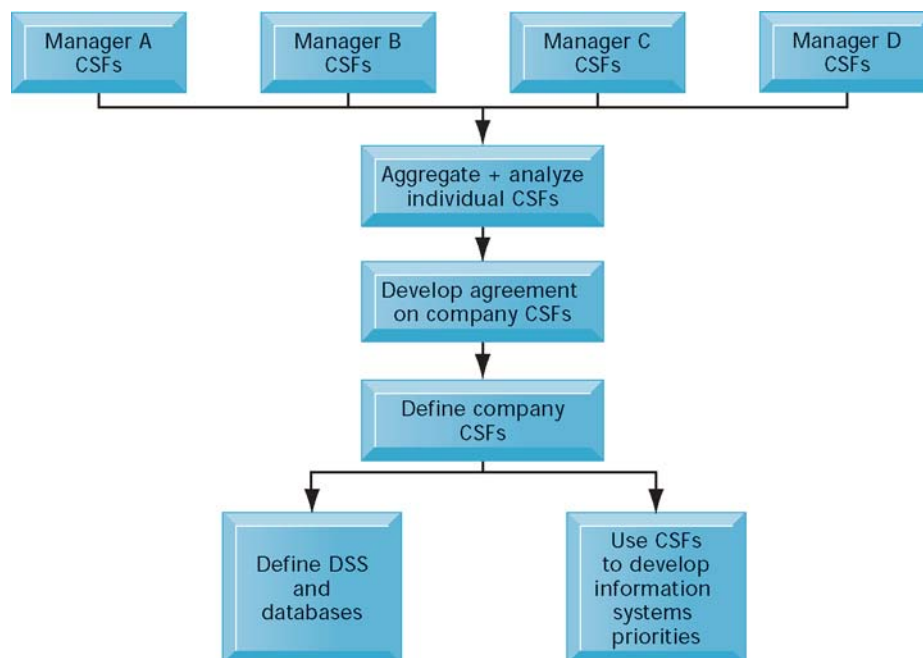 Manager A
CSFs
Manager B
CSFs
Manager C
CSFs
Manager D
CSFs
Aggregate + analyze
individual CSFs
Develop agreement
on company CSFs
Define company
CSFs
Define DSS
and
databases
Use CSFs
to develop
information
systems
priorities